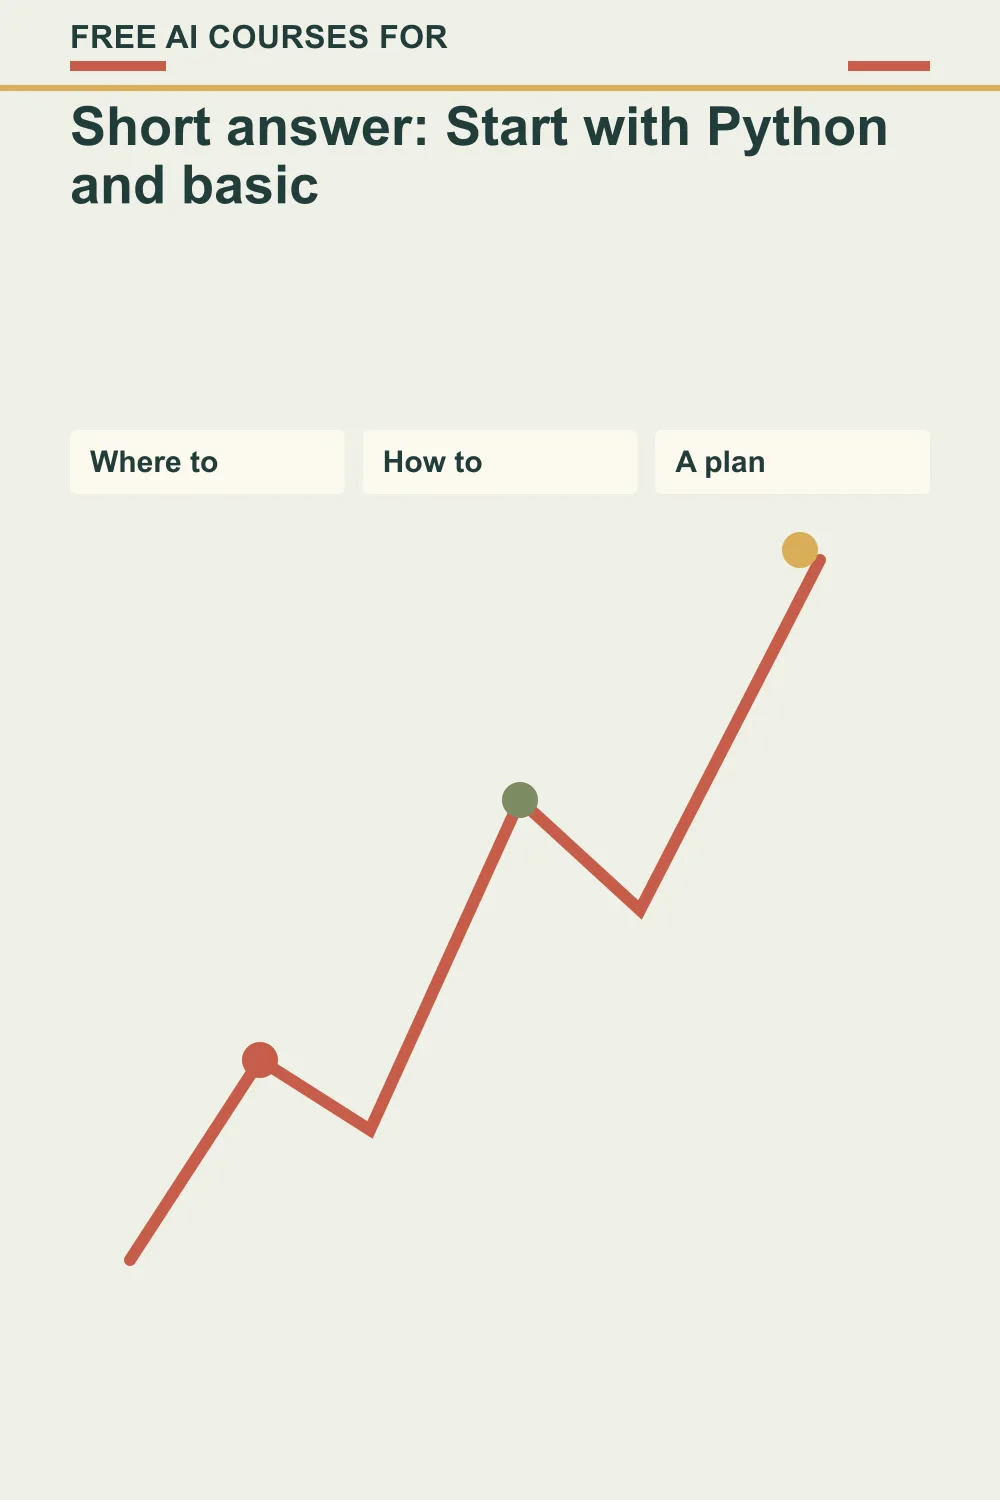 FREE AI COURSES FOR
Short answer: Start with Python
and basic
Where to
How to
A plan